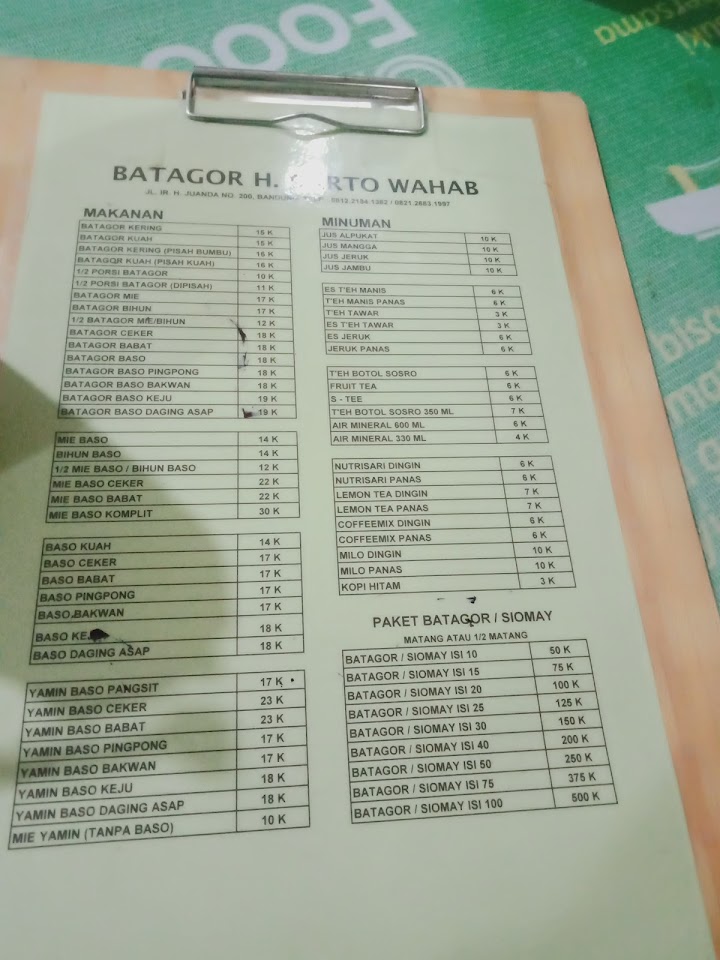 FOOD
BATAGOR H. RTO WAHAB
JL. IR. H. JUANDA NO. 200, BANDUNG
MAKANAN
BATAGOR KERING 15 K
BATAGOR KUAH 15 K
BATAGOR KERING (PISAH BUMBU) 16 K
BATAGOR KUAH (PISAH KUAH) 16 K
1/2 PORSI BATAGOR 10 K
1/2 PORSI BATAGOR (DIPISAH) 11 K
BATAGOR MIE 17 K
BATAGOR BIHUN 17 K
1/2 BATAGOR MIE/BIHUN 12 K
BATAGOR CEKER 18 K
BATAGOR BABAT 18 K
BATAGOR BASO 18 K
BATAGOR BASO PINGPONG 18 K
BATAGOR BASO BAKWAN 18 K
BATAGOR BASO KEJU 19 K
BATAGOR BASO DAGING ASAP 19 K
MIE BASO 14 K
BIHUN BASO 14 K
1/2 MIE BASO / BIHUN BASO 12 K
MIE BASO CEKER 22 K
MIE BASO BABAT 22 K
MIE BASO KOMPLIT 30 K
BASO KUAH 14 K
BASO CEKER 17 K
BASO BABAT 17 K
BASO PINGPONG 17 K
BASO BAKWAN 17 K
BASO 18 K
BASO DAGING ASAP 18 K
YAMIN BASO PANGSIT 17 K
YAMIN BASO CEKER 23 K
YAMIN BASO BABAT 23 K
YAMIN BASO PINGPONG 17 K
YAMIN BASO BAKWAN 17 K
YAMIN BASO KEJU 18 K
YAMIN BASO DAGING ASAP 18 K
MIE YAMIN (TANPA BASO) 10 K
MINUMAN
JUS ALPUKAT 10 K
JUS MANGGA 10 K
JUS JERUK 10 K
JUS JAMBU 10 K
ES T'EH MANIS 6 K
T'EH MANIS PANAS 6 K
T'EH TAWAR 3 K
ES T'EH TAWAR 3 K
ES JERUK 6 K
JERUK PANAS 6 K
T'EH BOTOL SOSRO 6 K
FRUIT TEA 6 K
S - TEE 6 K
T'EH BOTOL SOSRO 350 ML 7 K
AIR MINERAL 600 ML 6 K
AIR MINERAL 330 ML 4 K
NUTRISARI DINGIN 6 K
NUTRISARI PANAS 6 K
LEMON TEA DINGIN 7 K
LEMON TEA PANAS 7 K
COFFEEMIX DINGIN 6 K
COFFEEMIX PANAS 6 K
MILO DINGIN 10 K
MILO PANAS 10 K
KOPI HITAM 3 K
PAKET BATAGOR / SIOMAY
MATANG ATAU 1/2 MATANG
BATAGOR / SIOMAY ISI 10 50 K
BATAGOR / SIOMAY ISI 15 75 K
BATAGOR / SIOMAY ISI 20 100 K
BATAGOR / SIOMAY ISI 25 125 K
BATAGOR / SIOMAY ISI 30 150 K
BATAGOR / SIOMAY ISI 40 200 K
BATAGOR / SIOMAY ISI 50 250 K
BATAGOR / SIOMAY ISI 75 375 K
BATAGOR / SIOMAY ISI 100 500 K